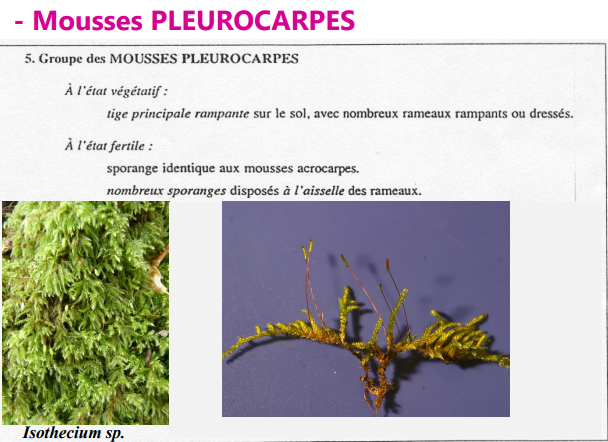 - Mousses PLEUROCARPES
5. Groupe des MOUSSES PLEUROCARPES
À l'état végétatif :
tige principale rampante sur le sol, avec nombreux rameaux rampants ou dressés.
À l'état fertile :
sporange identique aux mousses acrocarpes.
nombreux sporanges disposés à l'aisselle des rameaux.
Isothecium sp.